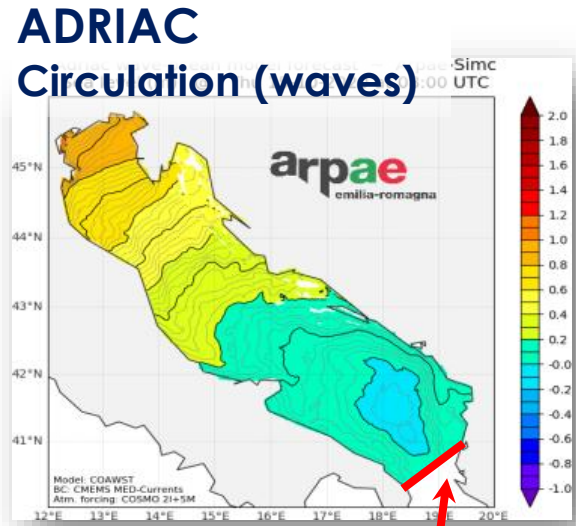 ADRIAC
Circulation (waves)
-Simc
00 UTC
arpae
emilia-romagna
45°N
44°N
43°N
42°N
41°N
2.0
1.8
1.6
1.4
1.2
1.0
0.8
0.6
0.4
0.2
-0.0
-0.2
-0.4
-0.6
-0.8
-1.0
Model: COAWST
BC: CMEMS MED-Currents
Atm. forcing: COSMO 2I+5M
12°E 13°E 14°E 15°E 16°E 17°E 18°E 20°E